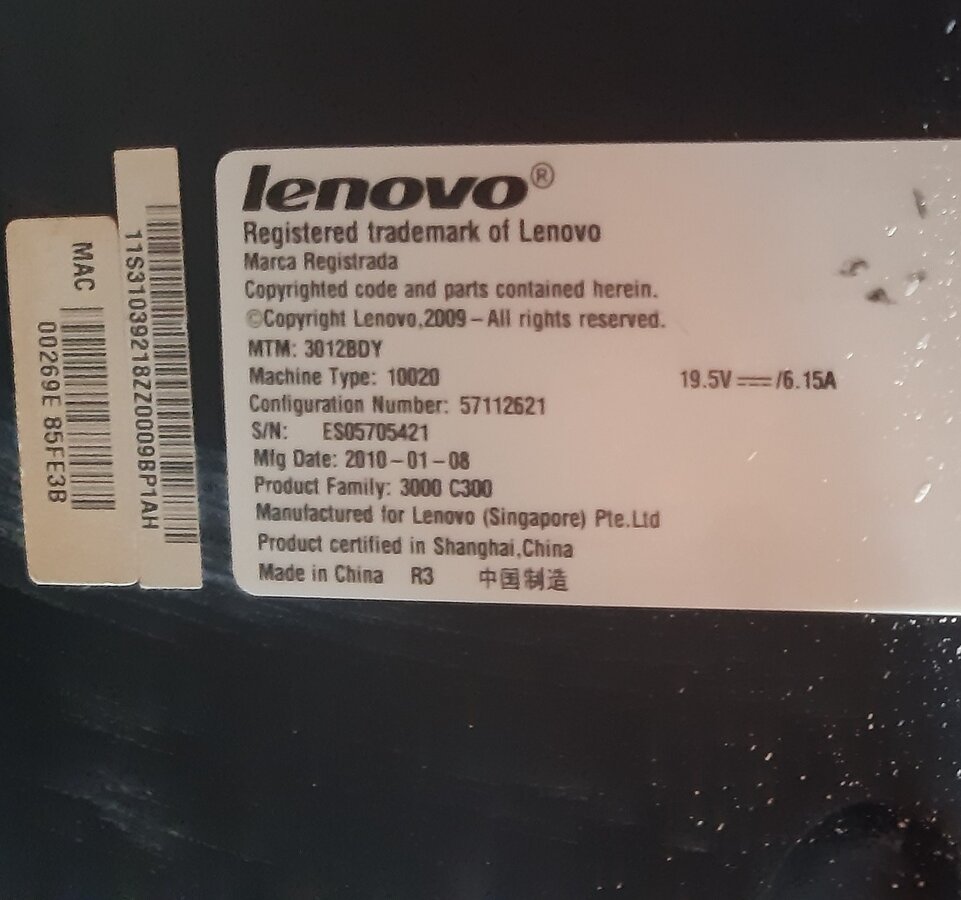 lenovo®
Registered trademark of Lenovo
Marca Registrada
Copyrighted code and parts contained herein.
©Copyright Lenovo,2009–All rights reserved.
MTM: 3012BDY
Machine Type: 10020
19.5V⎓/6.15A
Configuration Number: 57112621
S/N: ES05705421
Mfg Date: 2010–01–08
Product Family: 3000 C300
Manufactured for Lenovo (Singapore) Pte.Ltd
Product certified in Shanghai,China
Made in China R3 中国制造
11S31039218ZZ0009BP1AH
MAC
00269E 85FE3B